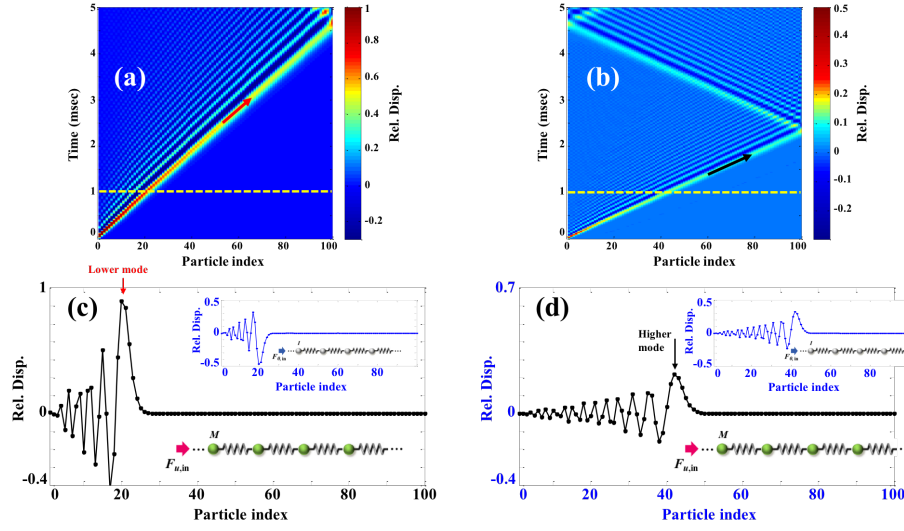 (a)
5
4
3
2
1
0
Time (msec)
0 20 40 60 80 100
Particle index
1
0.8
0.6
0.4
0.2
0
-0.2
Rel. Disp.
(b)
5
4
3
2
1
0
Time (msec)
0 20 40 60 80 100
Particle index
0.5
0.4
0.3
0.2
0.1
0
-0.1
-0.2
Rel. Disp.
Lower mode
(c)
1
0
-0.4
Rel. Disp.
0 20 40 60 80 100
Particle index
0.5
0
-0.5
Rel. Disp.
0 20 40 60 80
Particle index
I
Fθ,in
M
Fu,in
(d)
0.7
0
-0.4
Rel. Disp.
0 20 40 60 80 100
Particle index
Higher
mode
0.5
0
-0.5
Rel. Disp.
0 20 40 60 80
Particle index
I
Fθ,in
M
Fu,in